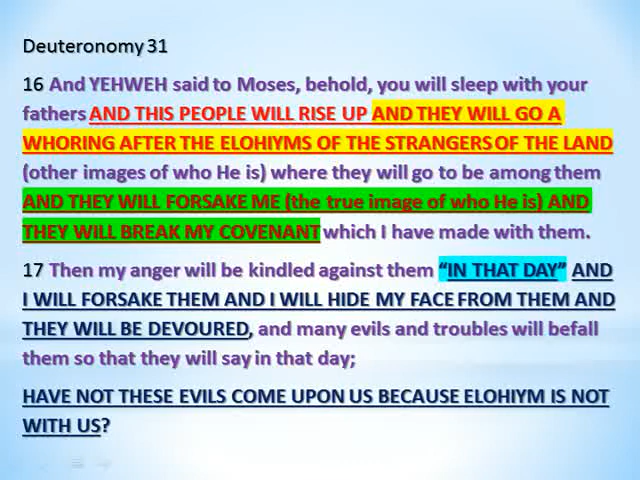 Deuteronomy 31
16 And YEHWEH said to Moses, behold, you will sleep with your
fathers AND THIS PEOPLE WILL RISE UP AND THEY WILL GO A
WHORING AFTER THE ELOHIYMS OF THE STRANGERS OF THE LAND
(other images of who He is) where they will go to be among them
AND THEY WILL FORSAKE ME (the true image of who He is) AND
THEY WILL BREAK MY COVENANT which I have made with them.
17 Then my anger will be kindled against them “IN THAT DAY” AND
I WILL FORSAKE THEM AND I WILL HIDE MY FACE FROM THEM AND
THEY WILL BE DEVOURED, and many evils and troubles will befall
them so that they will say in that day;
HAVE NOT THESE EVILS COME UPON US BECAUSE ELOHIYM IS NOT
WITH US?